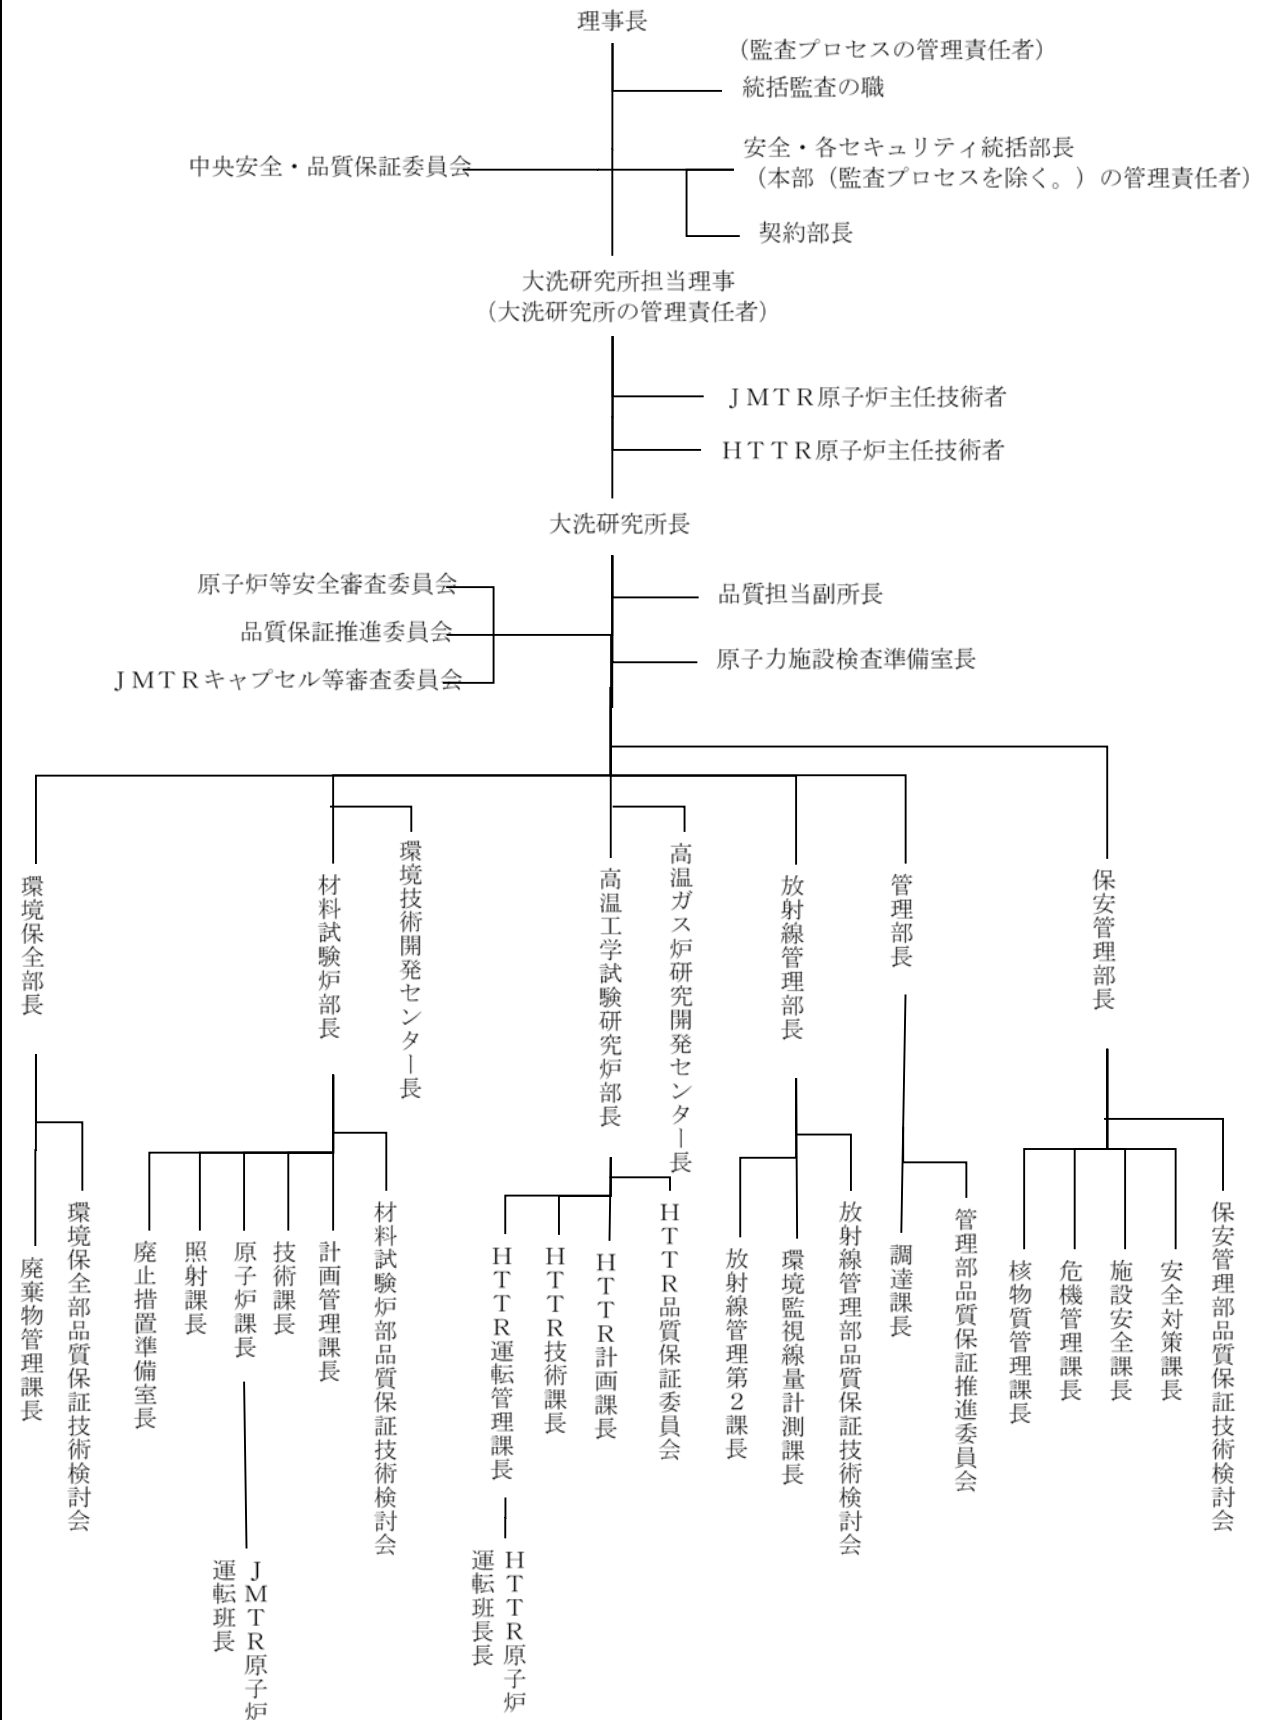 理事長
(監査プロセスの管理責任者)
統括監査の職
中央安全・品質保証委員会
安全・各セキュリティ統括部長
(本部(監査プロセスを除く。)の管理責任者)
契約部長
大洗研究所担当理事
(大洗研究所の管理責任者)
JMTR原子炉主任技術者
HTTR原子炉主任技術者
大洗研究所長
原子炉等安全審査委員会
品質保証推進委員会
JMTRキャプセル等審査委員会
品質担当副所長
原子力施設検査準備室長
環境保全部長
材料試験炉部長
環境技術開発センター長
高温工学試験研究炉部長
高温ガス炉研究開発センター長
放射線管理部長
管理部長
保安管理部長
廃棄物管理課長
環境保全部品質保証技術検討会
廃止措置準備室長
照射課長
原子炉課長
技術課長
計画管理課長
材料試験炉部品質保証技術検討会
HTTR運転管理課長
HTTR技術課長
HTTR計画課長
HTTR品質保証委員会
放射線管理第2課長
環境監視線量計測課長
放射線管理部品質保証技術検討会
調達課長
管理部品質保証推進委員会
核物質管理課長
危機管理課長
施設安全課長
安全対策課長
保安管理部品質保証技術検討会
JMTR原子炉
運転班長
HTTR原子炉
運転班長長